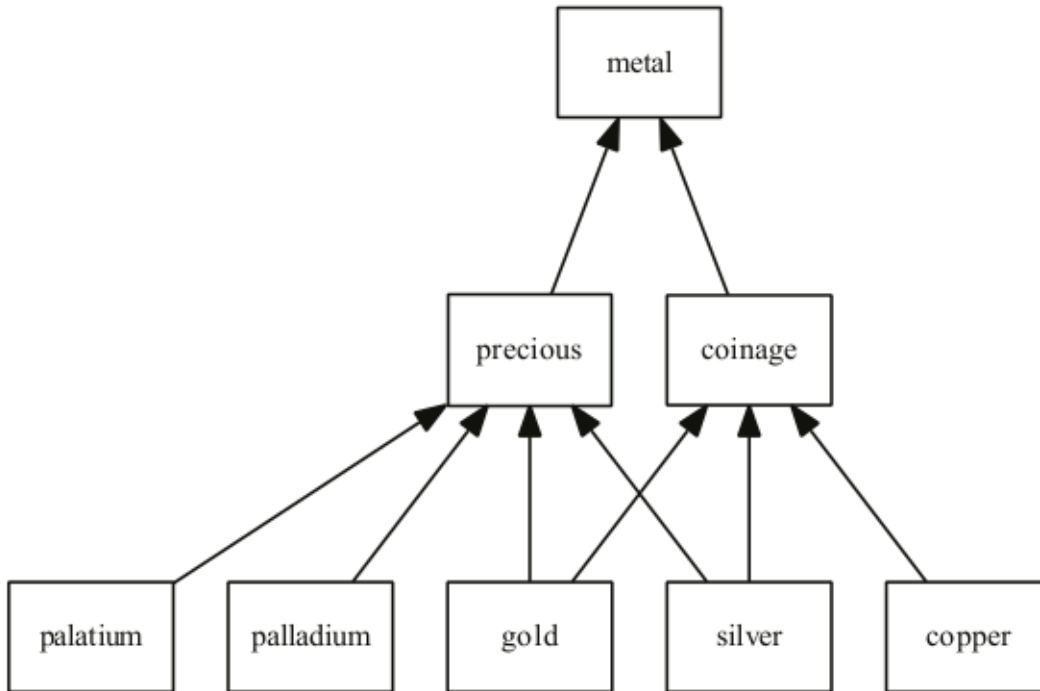 metal
precious
coinage
palatium
palladium
gold
silver
copper